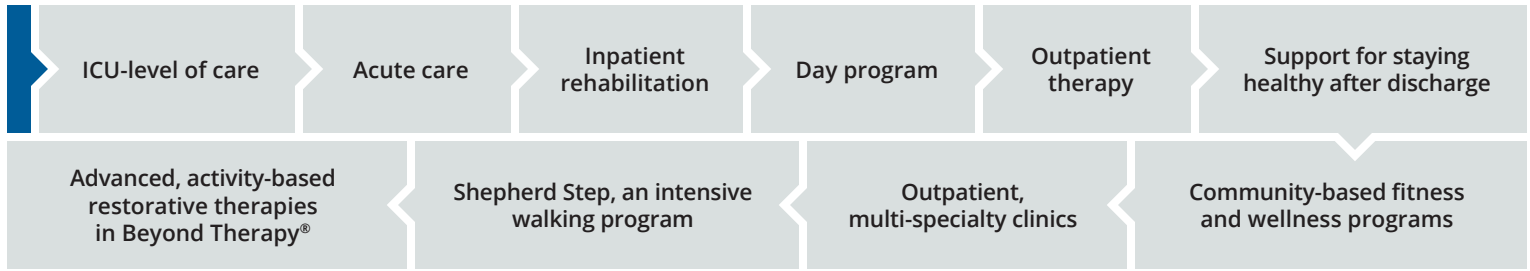 ICU-level of care
Acute care
Inpatient
rehabilitation
Day program
Outpatient
therapy
Support for staying
healthy after discharge
Community-based fitness
and wellness programs
Outpatient,
multi-specialty clinics
Shepherd Step, an intensive
walking program
Advanced, activity-based
restorative therapies
in Beyond Therapy®